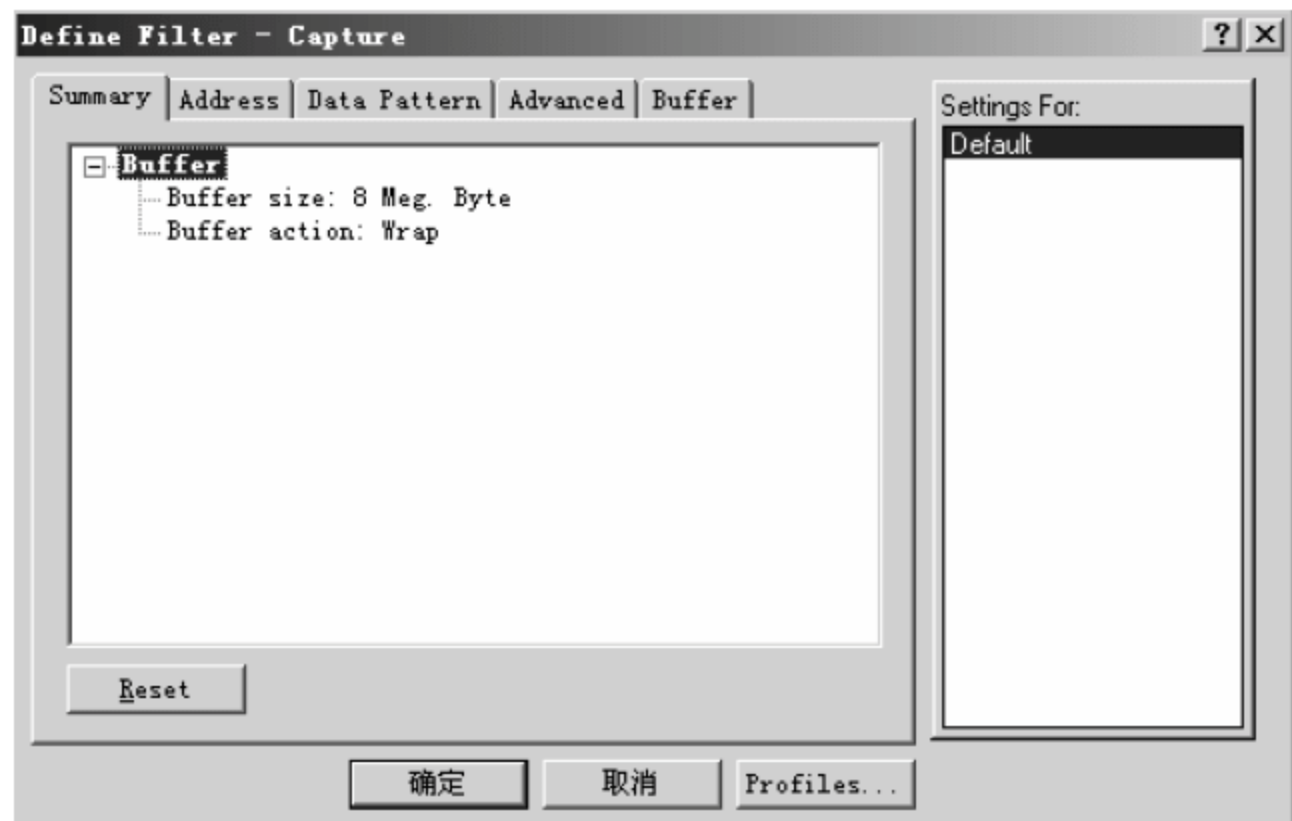 Define Filter - Capture
Summary Address Data Pattern Advanced Buffer
Settings For:
Default
Buffer
Buffer size: 8 Meg. Byte
Buffer action: Wrap
Reset
确定 取消 Profiles...